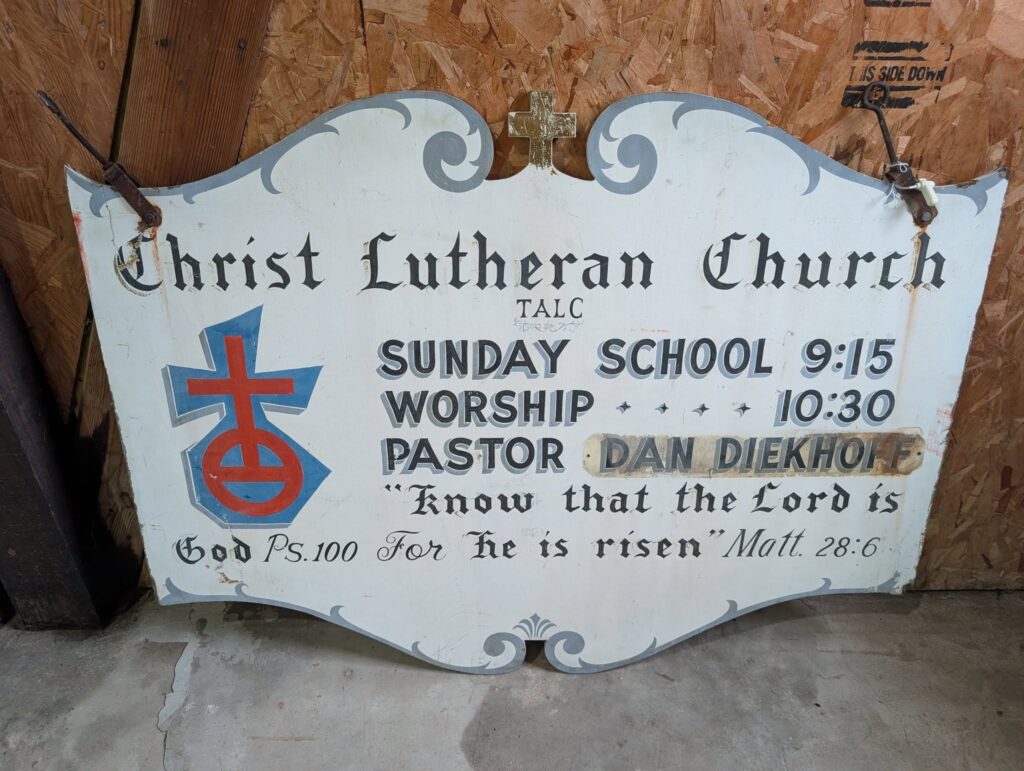 THIS SIDE DOWN
Christ Lutheran Church
TALC
SUNDAY SCHOOL 9:15
WORSHIP 10:30
PASTOR DAN DIEKHOFF
"Know that the Lord is
God Ps. 100 For He is risen" Matt. 28:6